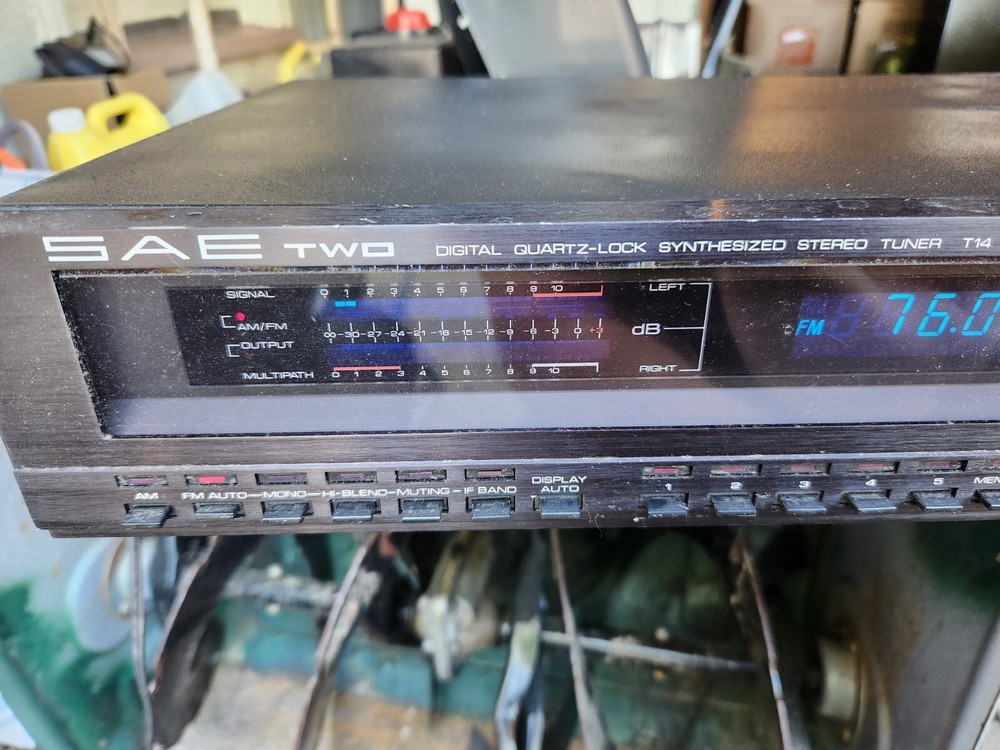 SAE TWO DIGITAL QUARTZ-LOCK SYNTHESIZED STEREO TUNER T14
SIGNAL 0 1 2 3 4 5 6 7 8 9 10 LEFT
AM/FM ∞ -30 -27 -24 -21 -18 -15 -12 -9 -6 -3 0 +3 dB FM 76.0
OUTPUT
MULTIPATH 0 1 2 3 4 5 6 7 8 9 10 RIGHT
AM FM AUTO MONO HI-BLEND MUTING IF BAND DISPLAY AUTO 1 2 3 4 5